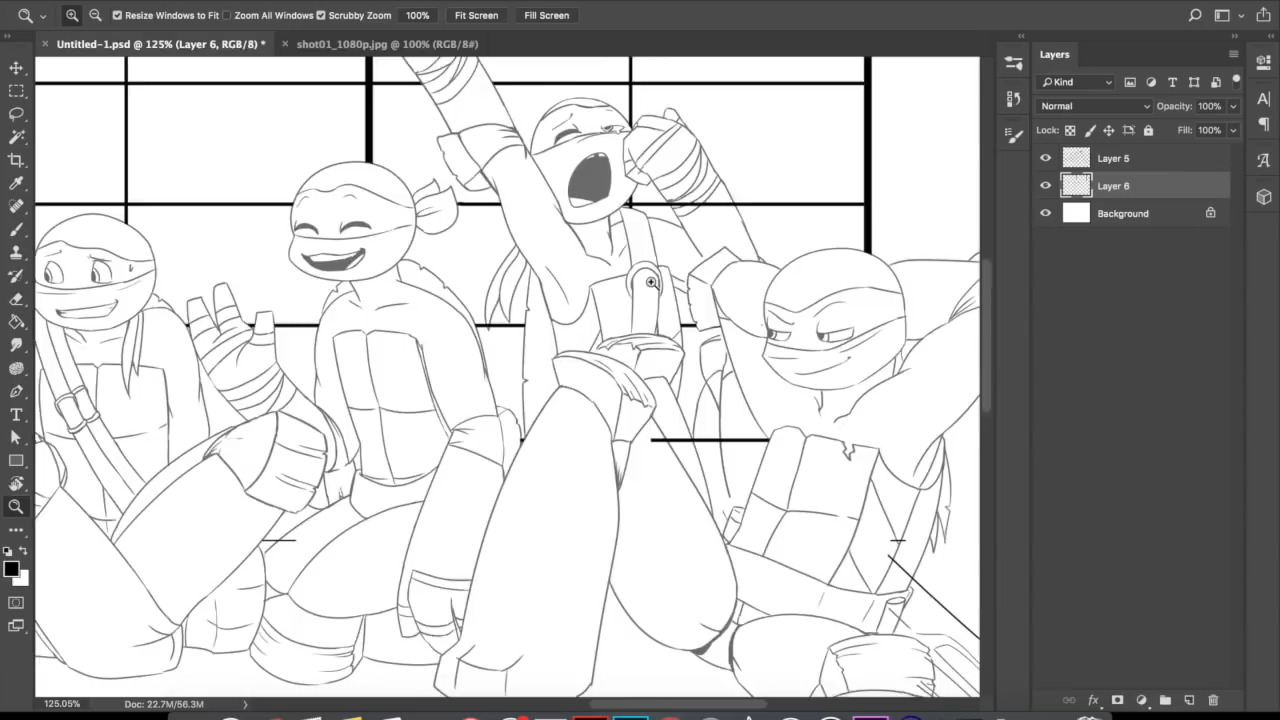 Resize Windows to Fit Zoom All Windows Scrubby Zoom 100% Fit Screen Fill Screen
Untitled-1.psd @ 125% (Layer 6, RGB/8) * shot01_1080p.jpg @ 100% (RGB/8#)
Layers
Kind
Normal Opacity: 100%
Lock: Fill: 100%
Layer 5
Layer 6
Background
125.05% Doc: 22.7M/56.3M